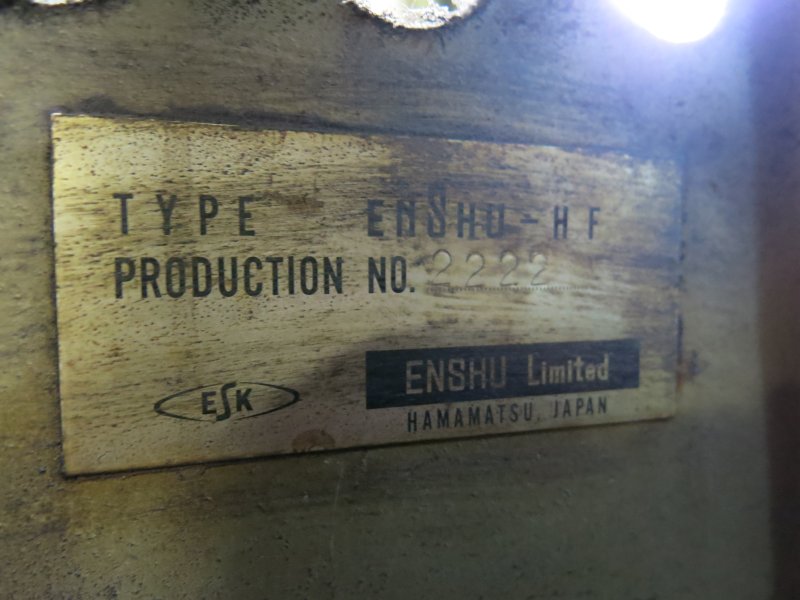 TYPE ENSHU-HF
PRODUCTION NO. 2222
ESK
ENSHU Limited
HAMAMATSU, JAPAN